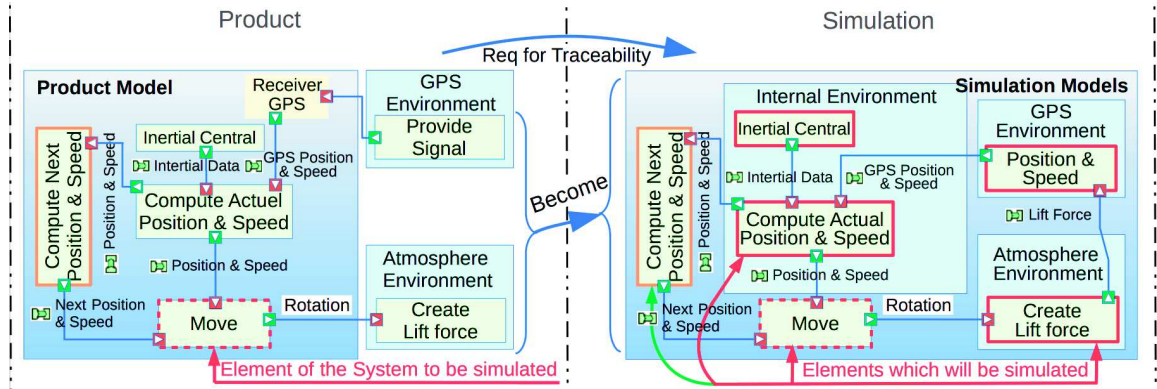 Product
Simulation
Req for Traceability
Product Model
Receiver
GPS
GPS
Environment
Provide
Signal
Inertial Central
Intertial Data
GPS Position
& Speed
Compute Next
Position & Speed
Position & Speed
Compute Actuel
Position & Speed
Position & Speed
Next Position
& Speed
Move
Rotation
Atmosphere
Environment
Create
Lift force
Element of the System to be simulated
Become
Simulation Models
Internal Environment
Inertial Central
Intertial Data
GPS Position
& Speed
GPS
Environment
Position &
Speed
Lift Force
Compute Next
Position & Speed
Position & Speed
Compute Actual
Position & Speed
Position & Speed
Next Position
& Speed
Move
Rotation
Atmosphere
Environment
Create
Lift force
Elements which will be simulated